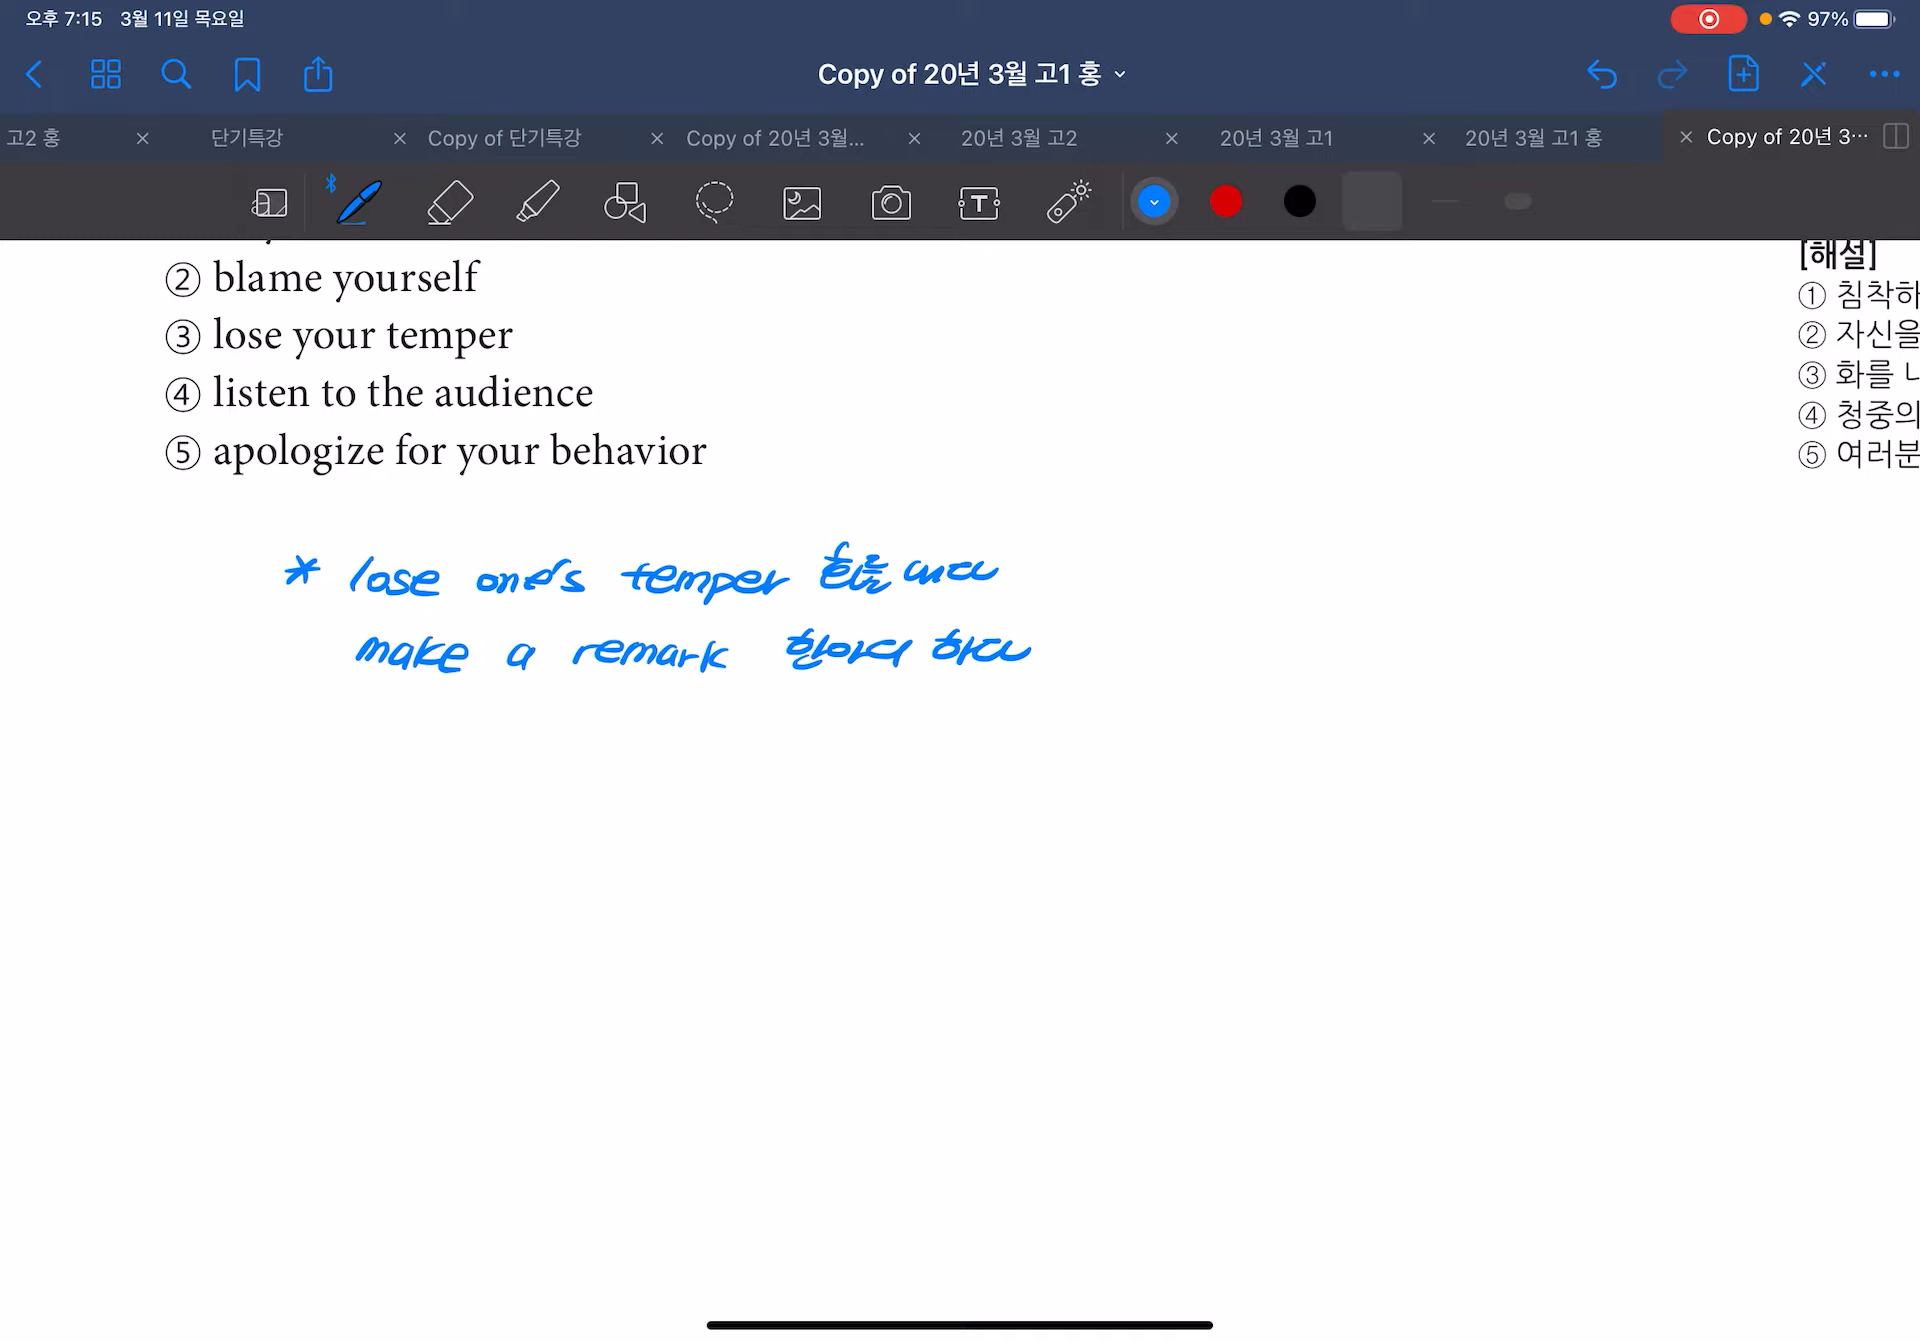 오후 7:15 3월 11일 목요일 97%
Copy of 20년 3월 고1 홍
고2 홍 단기특강 Copy of 단기특강 Copy of 20년 3월... 20년 3월 고2 20년 3월 고1 20년 3월 고1 홍 Copy of 20년 3...
② blame yourself
③ lose your temper
④ listen to the audience
⑤ apologize for your behavior
[해설]
① 침착하
② 자신을
③ 화를 ㄴ
④ 청중의
⑤ 여러분
* lose one's temper 화를 내다
make a remark 한마디 하다